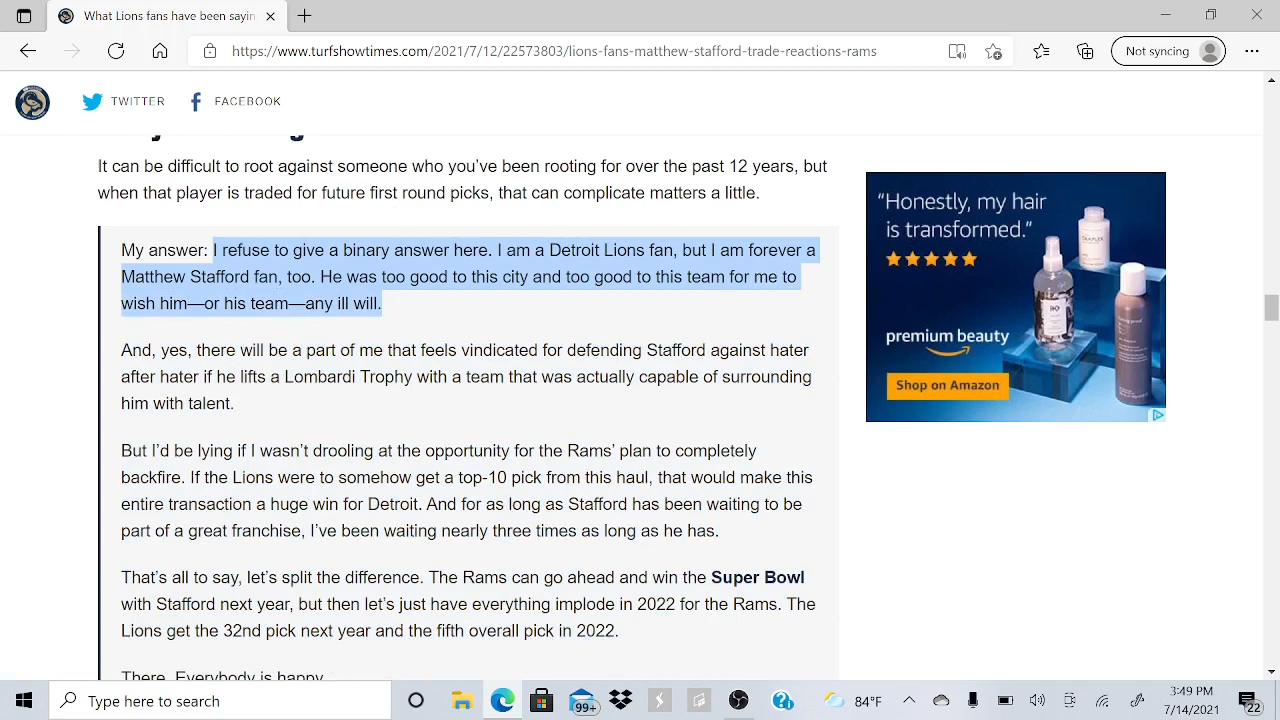 What Lions fans have been sayin
https://www.turfshowtimes.com/2021/7/12/22573803/lions-fans-matthew-stafford-trade-reactions-rams
Not syncing
TWITTER
FACEBOOK
It can be difficult to root against someone who you've been rooting for over the past 12 years, but
when that player is traded for future first round picks, that can complicate matters a little.
My answer: I refuse to give a binary answer here. I am a Detroit Lions fan, but I am forever a
Matthew Stafford fan, too. He was too good to this city and too good to this team for me to
wish him—or his team—any ill will.
And, yes, there will be a part of me that feels vindicated for defending Stafford against hater
after hater if he lifts a Lombardi Trophy with a team that was actually capable of surrounding
him with talent.
But I'd be lying if I wasn't drooling at the opportunity for the Rams' plan to completely
backfire. If the Lions were to somehow get a top-10 pick from this haul, that would make this
entire transaction a huge win for Detroit. And for as long as Stafford has been waiting to be
part of a great franchise, I've been waiting nearly three times as long as he has.
That's all to say, let's split the difference. The Rams can go ahead and win the Super Bowl
with Stafford next year, but then let's just have everything implode in 2022 for the Rams. The
Lions get the 32nd pick next year and the fifth overall pick in 2022.
There. Everybody is happy.
"Honestly, my hair
is transformed."
premium beauty
Shop on Amazon
Type here to search
99+
84°F
3:49 PM
7/14/2021
22